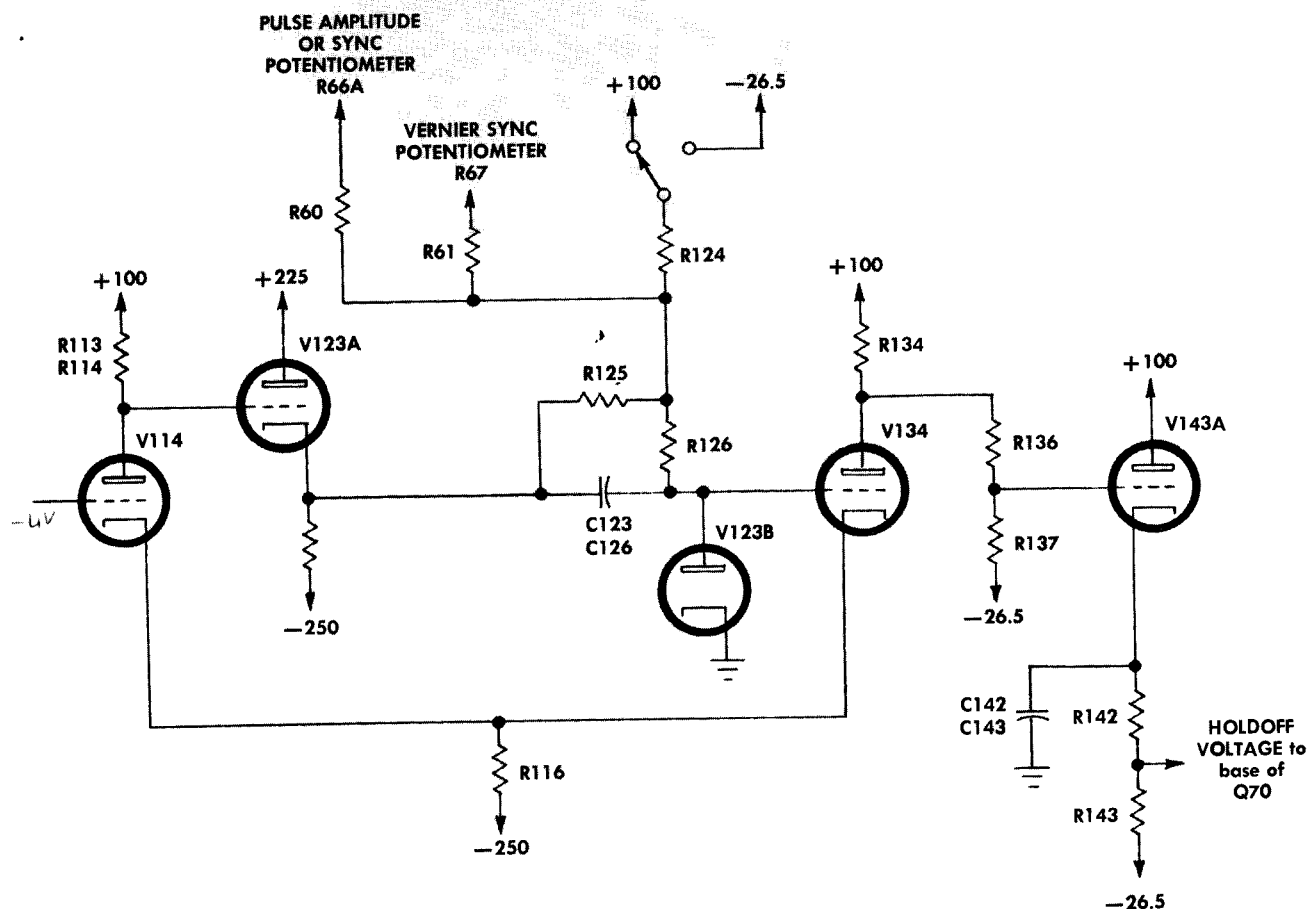 PULSE AMPLITUDE
OR SYNC
POTENTIOMETER
R66A
+100
−26.5
VERNIER SYNC
POTENTIOMETER
R67
R60
R61
R124
+100
+225
+100
R113
R114
V123A
R134
+100
R125
V114
R126
V134
R136
V143A
-4V
C123
C126
V123B
R137
−250
−26.5
C142
C143
R142
HOLDOFF
VOLTAGE to
base of
Q70
R116
R143
−250
−26.5